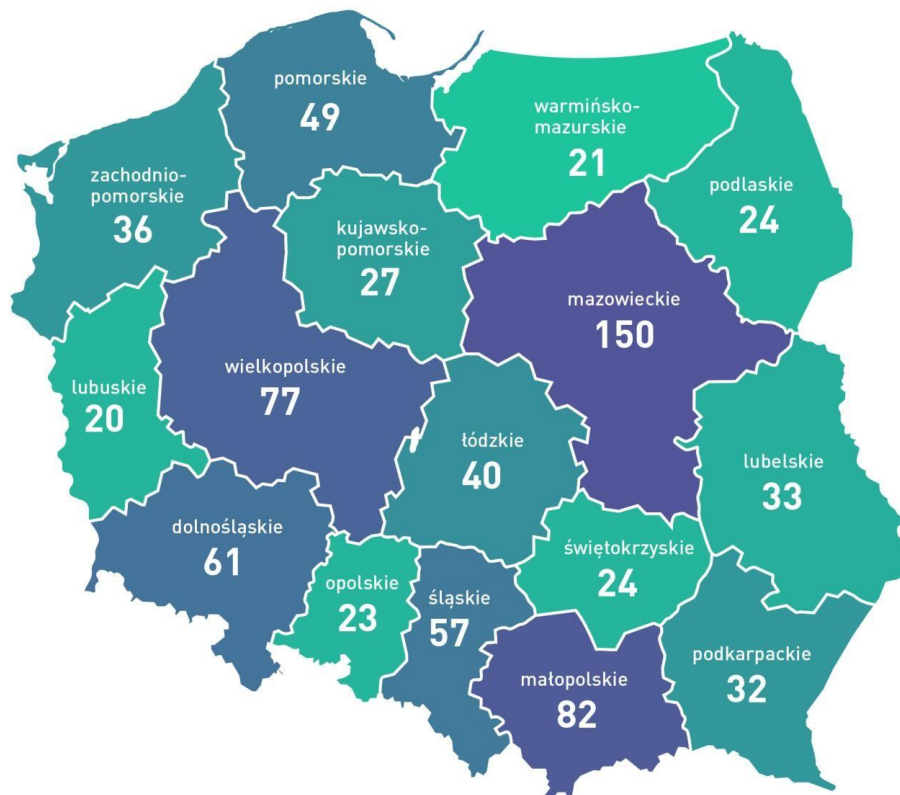 pomorskie
49
warmińsko-
mazurskie
21
zachodnio-
pomorskie
36
podlaskie
24
kujawsko-
pomorskie
27
mazowieckie
150
wielkopolskie
77
lubuskie
20
łódzkie
40
lubelskie
33
dolnośląskie
61
świętokrzyskie
24
opolskie
23
śląskie
57
podkarpackie
32
małopolskie
82